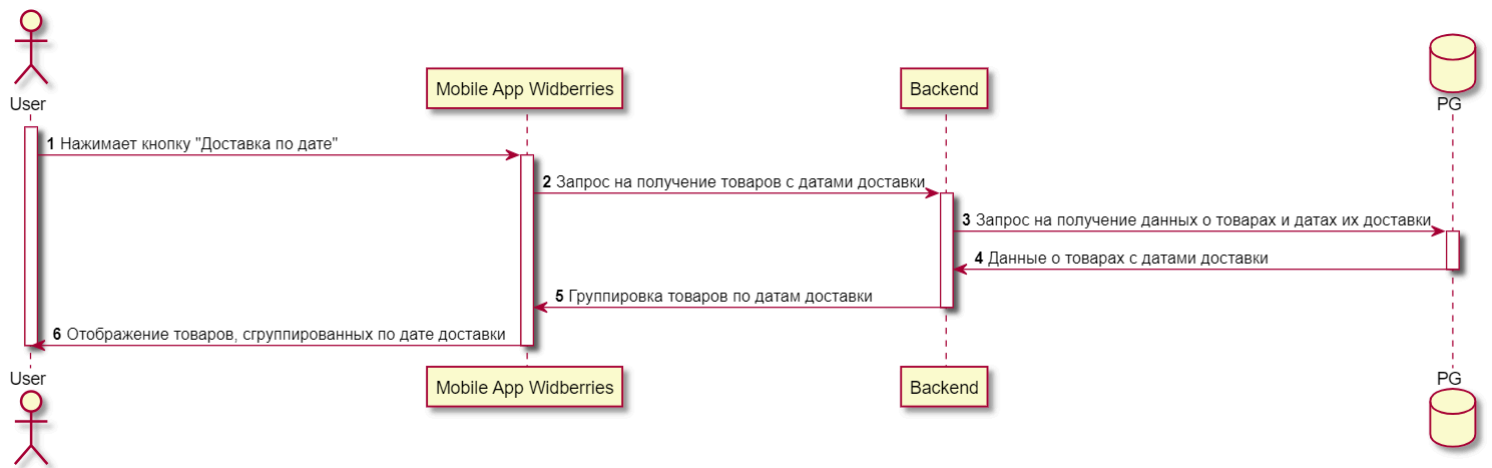 User
Mobile App Widberries
Backend
PG
1 Нажимает кнопку "Доставка по дате"
2 Запрос на получение товаров с датами доставки
3 Запрос на получение данных о товарах и датах их доставки
4 Данные о товарах с датами доставки
5 Группировка товаров по датам доставки
6 Отображение товаров, сгруппированных по дате доставки
User
Mobile App Widberries
Backend
PG